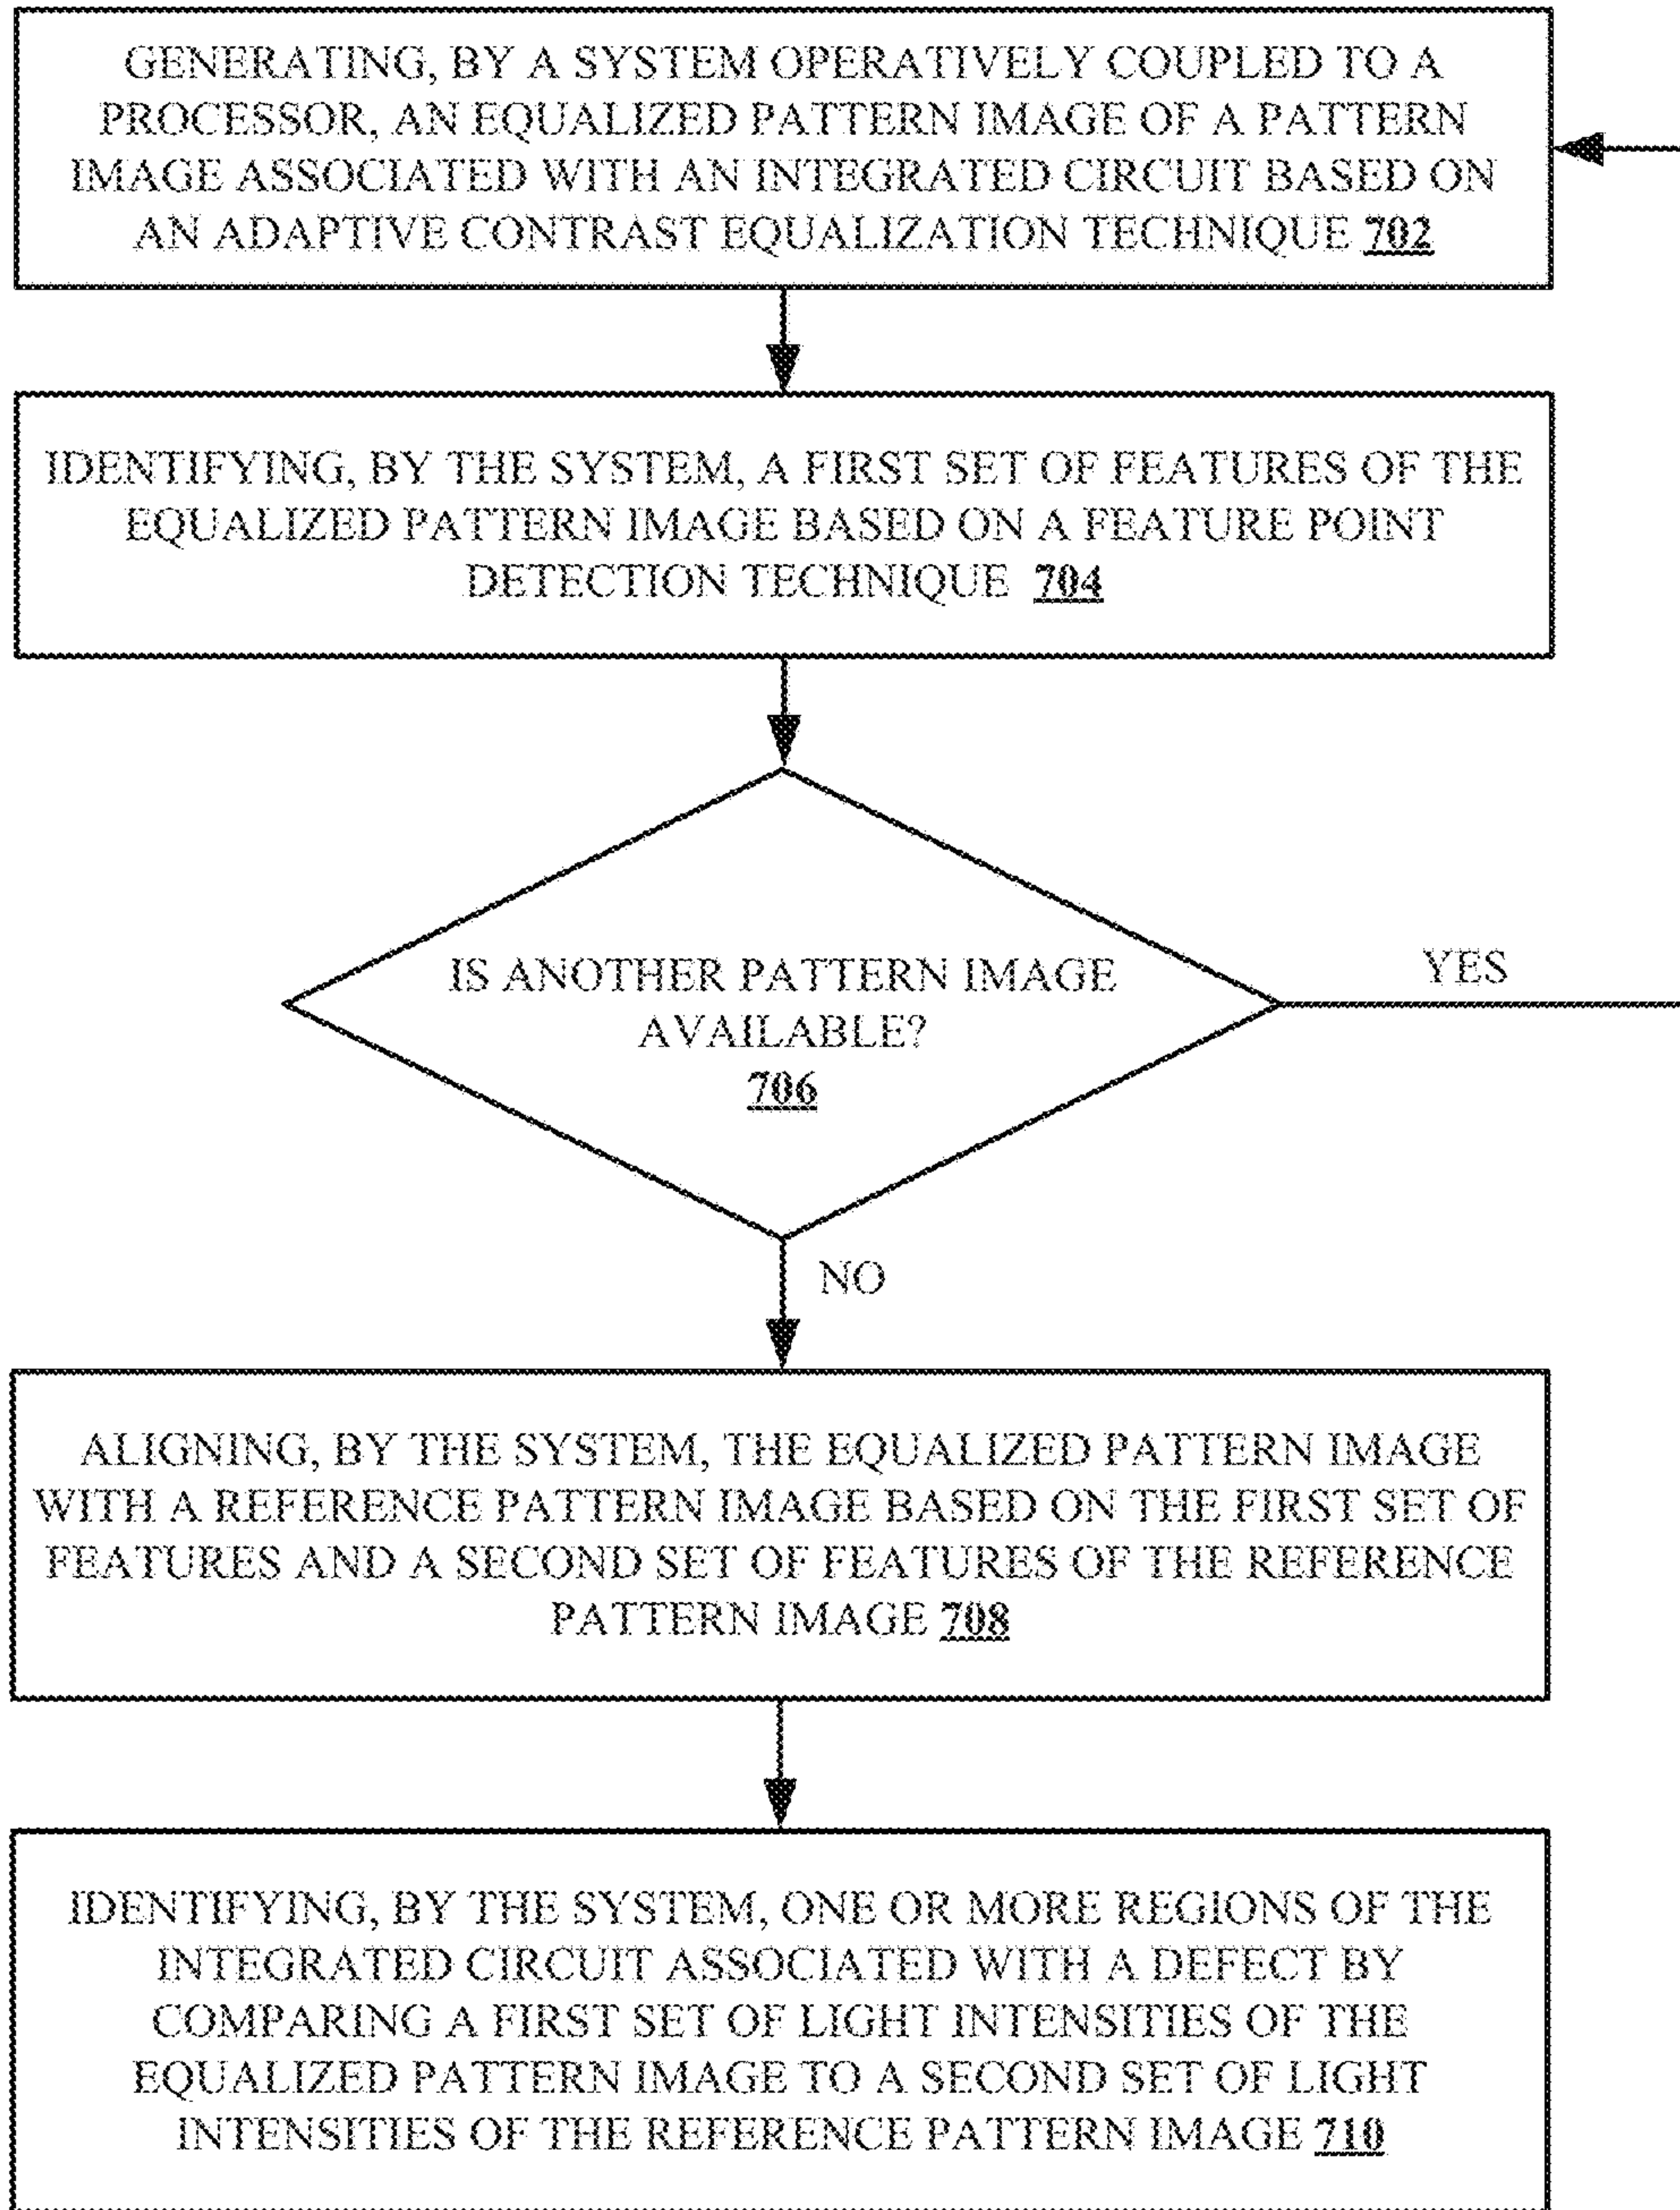 GENERATING, BY A SYSTEM OPERATIVELY COUPLED TO A
PROCESSOR, AN EQUALIZED PATTERN IMAGE OF A PATTERN
IMAGE ASSOCIATED WITH AN INTEGRATED CIRCUIT BASED ON
AN ADAPTIVE CONTRAST EQUALIZATION TECHNIQUE 702
IDENTIFYING, BY THE SYSTEM, A FIRST SET OF FEATURES OF THE
EQUALIZED PATTERN IMAGE BASED ON A FEATURE POINT
DETECTION TECHNIQUE 704
IS ANOTHER PATTERN IMAGE
AVAILABLE?
706
YES
NO
ALIGNING, BY THE SYSTEM, THE EQUALIZED PATTERN IMAGE
WITH A REFERENCE PATTERN IMAGE BASED ON THE FIRST SET OF
FEATURES AND A SECOND SET OF FEATURES OF THE REFERENCE
PATTERN IMAGE 708
IDENTIFYING, BY THE SYSTEM, ONE OR MORE REGIONS OF THE
INTEGRATED CIRCUIT ASSOCIATED WITH A DEFECT BY
COMPARING A FIRST SET OF LIGHT INTENSITIES OF THE
EQUALIZED PATTERN IMAGE TO A SECOND SET OF LIGHT
INTENSITIES OF THE REFERENCE PATTERN IMAGE 710